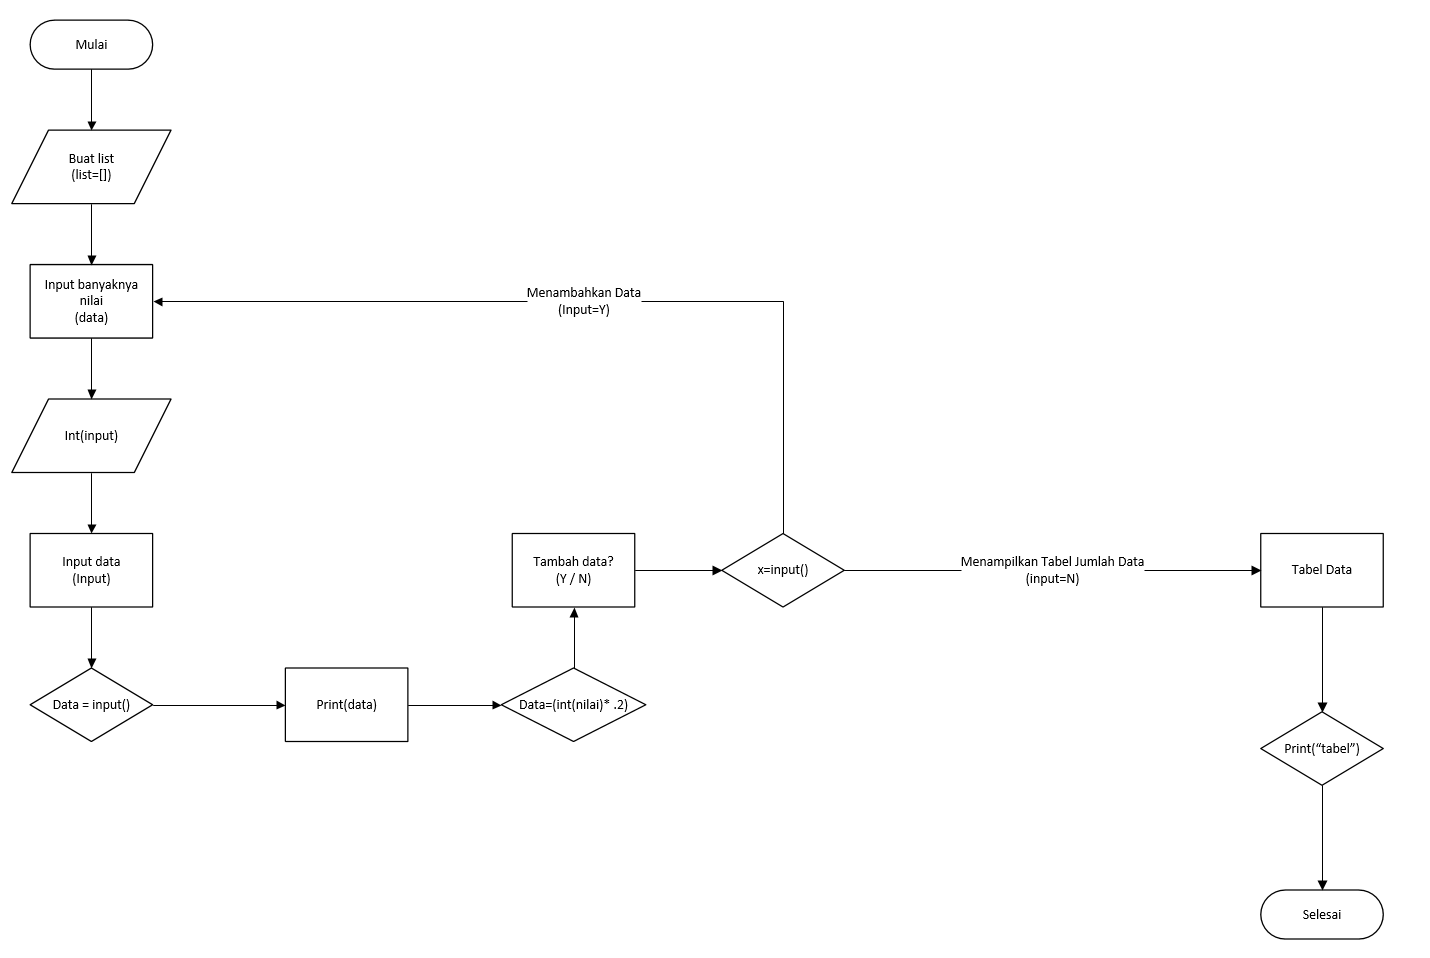 Mulai
Buat list
(list=[])
Input banyaknya
nilai
(data)
Menambahkan Data
(Input=Y)
Int(input)
Input data
(Input)
Data = input()
Print(data)
Data=(int(nilai)* .2)
Tambah data?
(Y / N)
x=input()
Menampilkan Tabel Jumlah Data
(input=N)
Tabel Data
Print(“tabel”)
Selesai